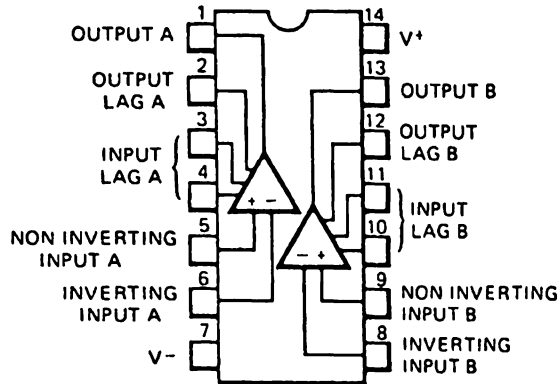 1
OUTPUT A
2
OUTPUT
LAG A
3
INPUT
LAG A
4
5
NON INVERTING
INPUT A
6
INVERTING
INPUT A
7
V-
+ -
14
V+
13
OUTPUT B
12
OUTPUT
LAG B
11
INPUT
LAG B
10
9
NON INVERTING
INPUT B
8
INVERTING
INPUT B
- +